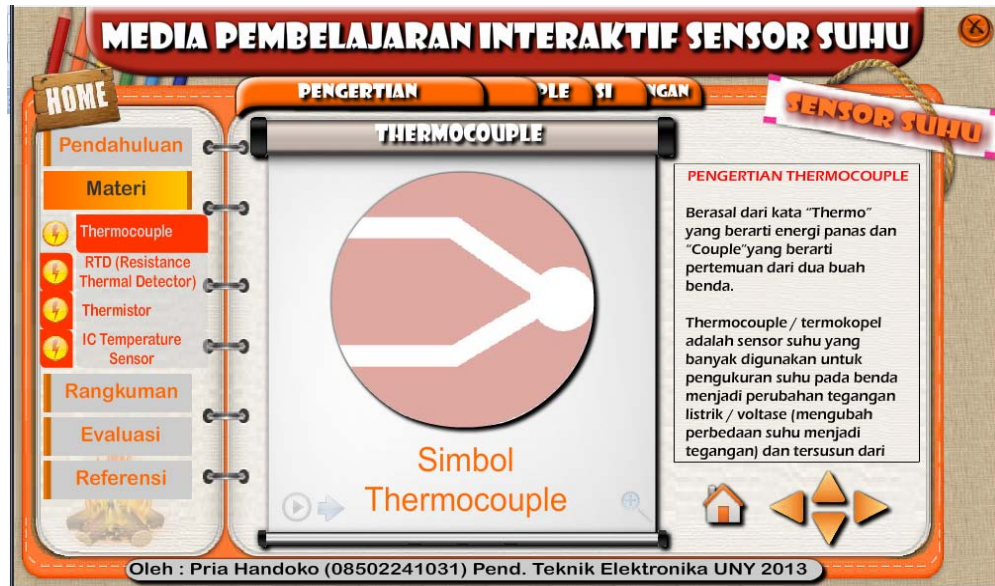 MEDIA PEMBELAJARAN INTERAKTIF SENSOR SUHU
HOME
PENGERTIAN
PLE
SI
NGAN
SENSOR SUHU
Pendahuluan
Materi
Thermocouple
RTD (Resistance
Thermal Detector)
Thermistor
IC Temperature
Sensor
Rangkuman
Evaluasi
Referensi
THERMOCOUPLE
Simbol
Thermocouple
PENGERTIAN THERMOCOUPLE
Berasal dari kata “Thermo”
yang berarti energi panas dan
“Couple”yang berarti
pertemuan dari dua buah
benda.
Thermocouple / termokopel
adalah sensor suhu yang
banyak digunakan untuk
pengukuran suhu pada benda
menjadi perubahan tegangan
listrik / voltase (mengubah
perbedaan suhu menjadi
tegangan) dan tersusun dari
Oleh : Pria Handoko (08502241031) Pend. Teknik Elektronika UNY 2013